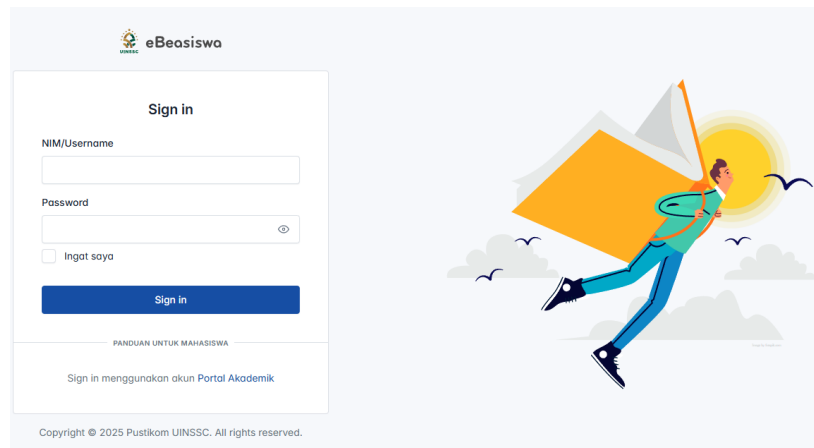 UINSSC
eBeasiswa
Sign in
NIM/Username
Password
Ingat saya
Sign in
PANDUAN UNTUK MAHASISWA
Sign in menggunakan akun Portal Akademik
Copyright © 2025 Pustikom UINSSC. All rights reserved.